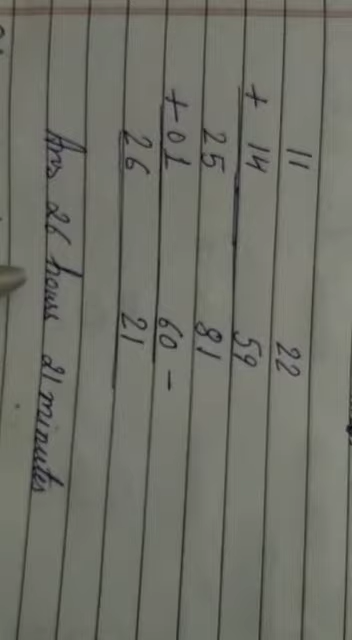 11 22
+ 14 59
25 81
+ 01 60 -
26 21
Ans 26 hours 21 minutes